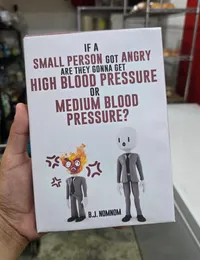 IF A
SMALL PERSON GOT ANGRY
ARE THEY GONNA GET
HIGH BLOOD PRESSURE
OR
MEDIUM BLOOD
PRESSURE?
B.J. NOMNOM